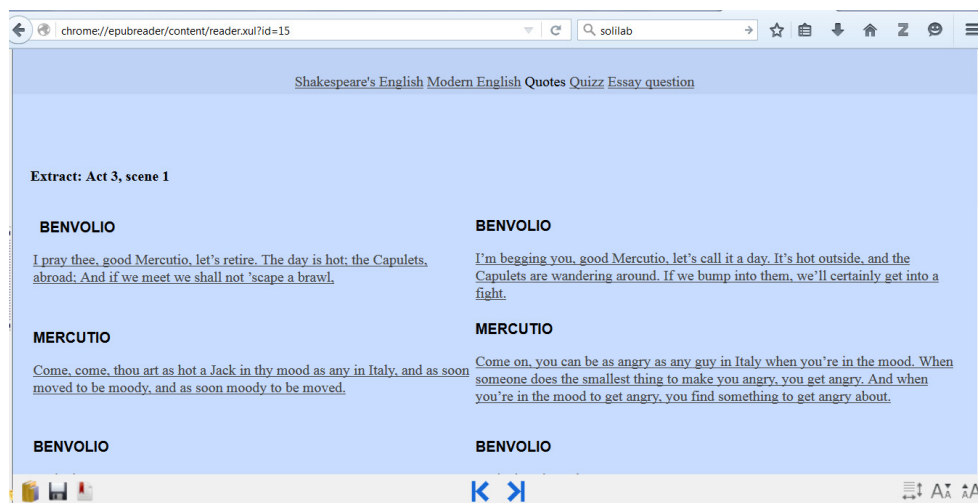 chrome://epubreader/content/reader.xul?id=15
solilab
Shakespeare's English Modern English Quotes Quizz Essay question
Extract: Act 3, scene 1
BENVOLIO
I pray thee, good Mercutio, let’s retire. The day is hot; the Capulets,
abroad; And if we meet we shall not ’scape a brawl,
MERCUTIO
Come, come, thou art as hot a Jack in thy mood as any in Italy, and as soon
moved to be moody, and as soon moody to be moved.
BENVOLIO
BENVOLIO
I’m begging you, good Mercutio, let’s call it a day. It’s hot outside, and the
Capulets are wandering around. If we bump into them, we’ll certainly get into a
fight.
MERCUTIO
Come on, you can be as angry as any guy in Italy when you’re in the mood. When
someone does the smallest thing to make you angry, you get angry. And when
you’re in the mood to get angry, you find something to get angry about.
BENVOLIO